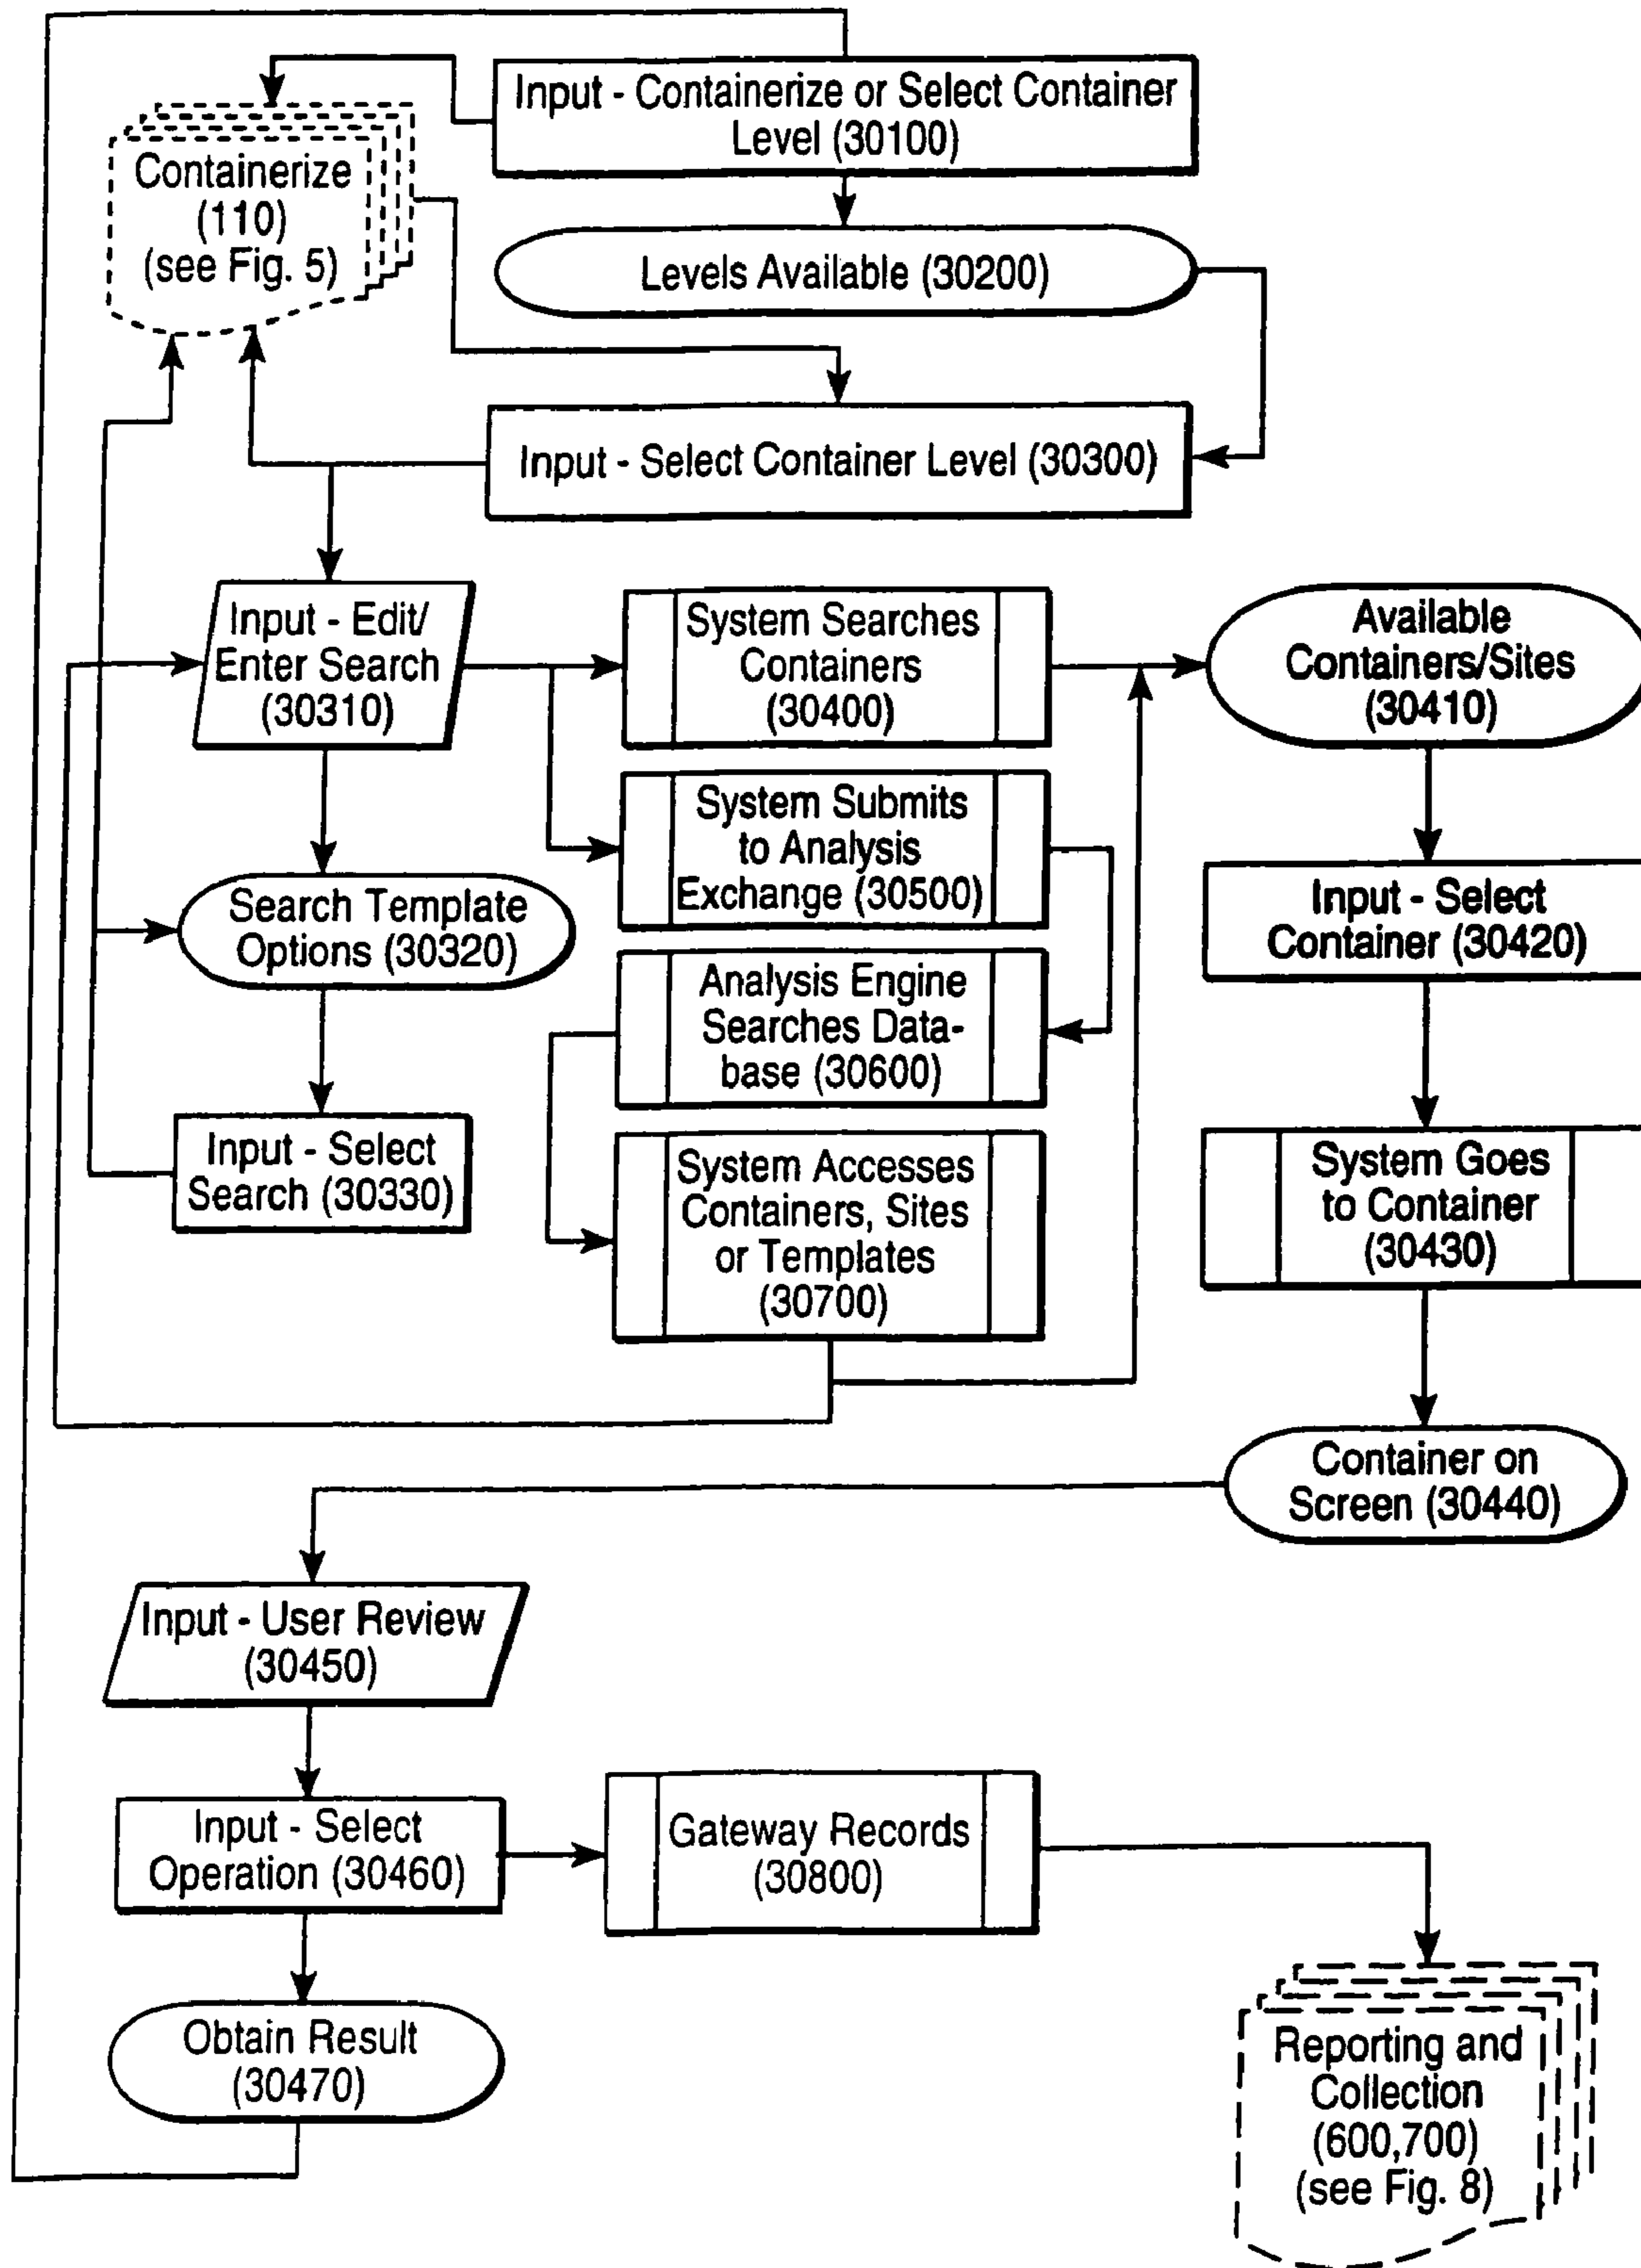 Input - Containerize or Select Container
Level (30100)
Containerize
(110)
(see Fig. 5)
Levels Available (30200)
Input - Select Container Level (30300)
Input - Edit/
Enter Search
(30310)
System Searches
Containers
(30400)
Available
Containers/Sites
(30410)
System Submits
to Analysis
Exchange (30500)
Input - Select
Container (30420)
Search Template
Options (30320)
Analysis Engine
Searches Data-
base (30600)
Input - Select
Search (30330)
System Accesses
Containers, Sites
or Templates
(30700)
System Goes
to Container
(30430)
Container on
Screen (30440)
Input - User Review
(30450)
Input - Select
Operation (30460)
Gateway Records
(30800)
Obtain Result
(30470)
Reporting and
Collection
(600,700)
(see Fig. 8)